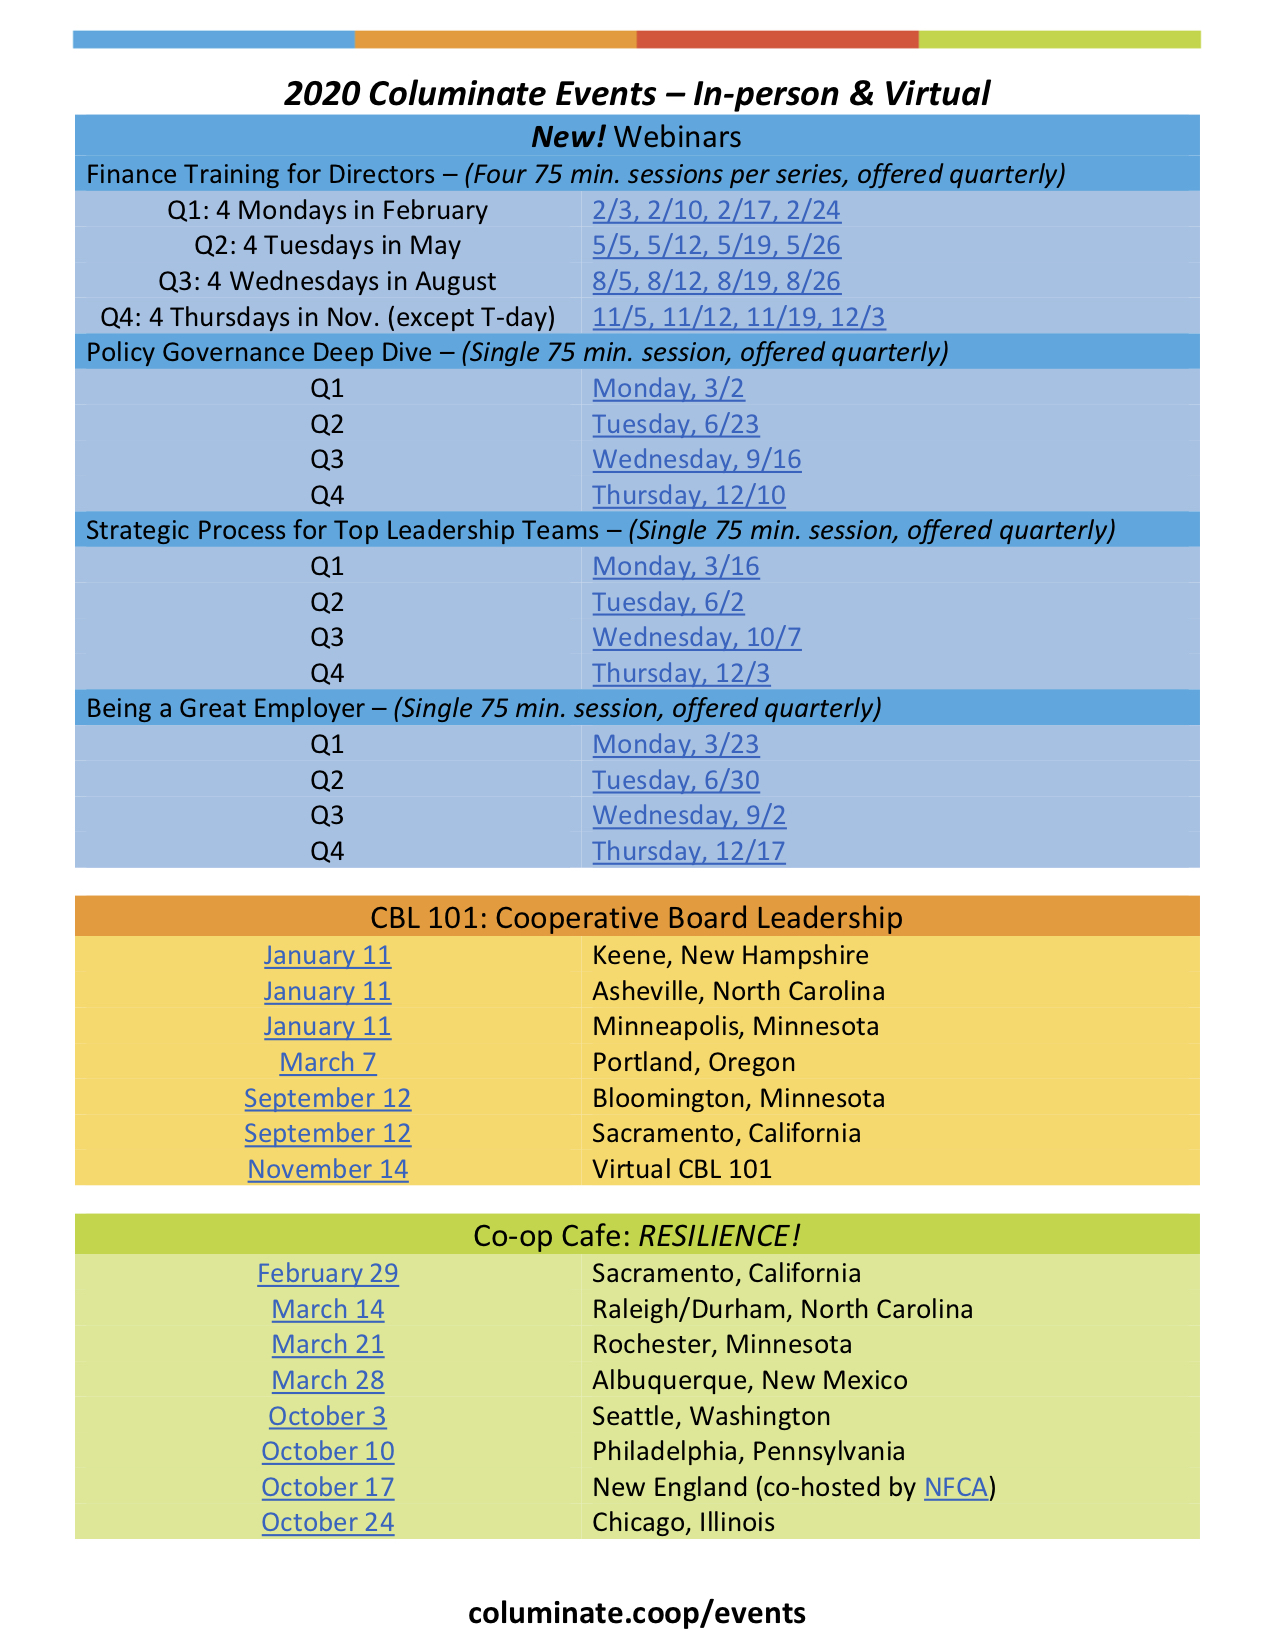 2020 Columinate Events – In-person & Virtual
New! Webinars
Finance Training for Directors – (Four 75 min. sessions per series, offered quarterly)
Q1: 4 Mondays in February 2/3, 2/10, 2/17, 2/24
Q2: 4 Tuesdays in May 5/5, 5/12, 5/19, 5/26
Q3: 4 Wednesdays in August 8/5, 8/12, 8/19, 8/26
Q4: 4 Thursdays in Nov. (except T-day) 11/5, 11/12, 11/19, 12/3
Policy Governance Deep Dive – (Single 75 min. session, offered quarterly)
Q1 Monday, 3/2
Q2 Tuesday, 6/23
Q3 Wednesday, 9/16
Q4 Thursday, 12/10
Strategic Process for Top Leadership Teams – (Single 75 min. session, offered quarterly)
Q1 Monday, 3/16
Q2 Tuesday, 6/2
Q3 Wednesday, 10/7
Q4 Thursday, 12/3
Being a Great Employer – (Single 75 min. session, offered quarterly)
Q1 Monday, 3/23
Q2 Tuesday, 6/30
Q3 Wednesday, 9/2
Q4 Thursday, 12/17
CBL 101: Cooperative Board Leadership
January 11 Keene, New Hampshire
January 11 Asheville, North Carolina
January 11 Minneapolis, Minnesota
March 7 Portland, Oregon
September 12 Bloomington, Minnesota
September 12 Sacramento, California
November 14 Virtual CBL 101
Co-op Cafe: RESILIENCE!
February 29 Sacramento, California
March 14 Raleigh/Durham, North Carolina
March 21 Rochester, Minnesota
March 28 Albuquerque, New Mexico
October 3 Seattle, Washington
October 10 Philadelphia, Pennsylvania
October 17 New England (co-hosted by NFCA)
October 24 Chicago, Illinois
columinate.coop/events